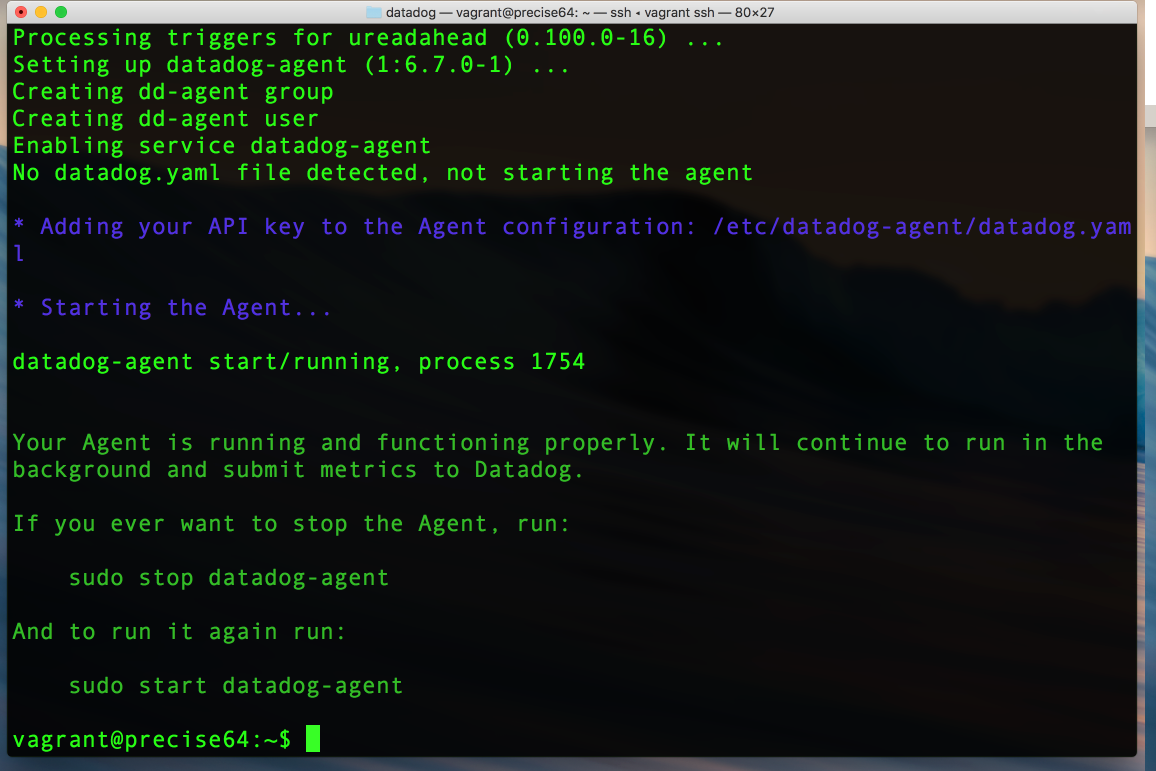 datadog — vagrant@precise64: ~ — ssh ◂ vagrant ssh — 80×27
Processing triggers for ureadahead (0.100.0-16) ...
Setting up datadog-agent (1:6.7.0-1) ...
Creating dd-agent group
Creating dd-agent user
Enabling service datadog-agent
No datadog.yaml file detected, not starting the agent
* Adding your API key to the Agent configuration: /etc/datadog-agent/datadog.yam
l
* Starting the Agent...
datadog-agent start/running, process 1754
Your Agent is running and functioning properly. It will continue to run in the
background and submit metrics to Datadog.
If you ever want to stop the Agent, run:
sudo stop datadog-agent
And to run it again run:
sudo start datadog-agent
vagrant@precise64:~$